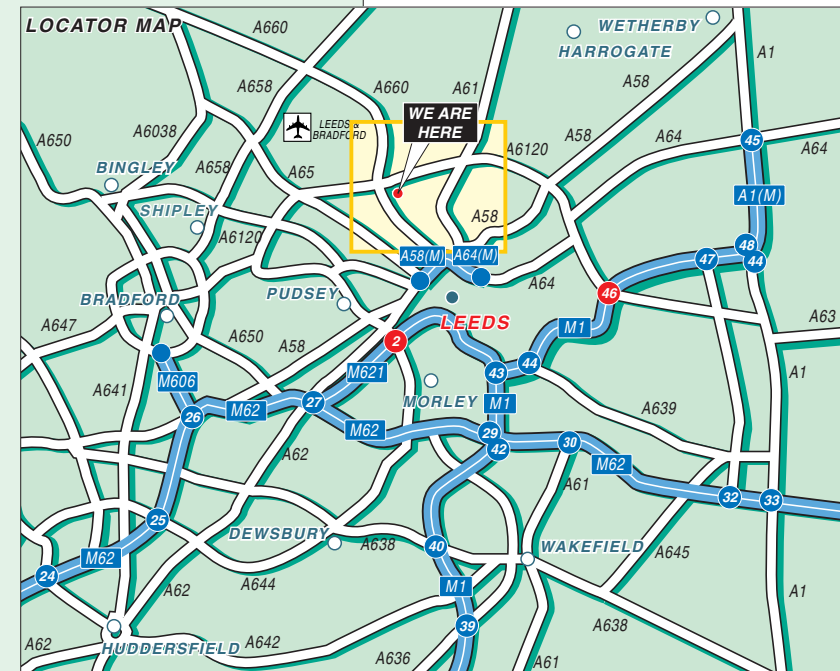 LOCATOR MAP
A660
WETHERBY
HARROGATE
A1
A658
A660
A61
A58
WE ARE
HERE
LEEDS &
BRADFORD
A650
A6038
A58
A64
45
A64
A6120
BINGLEY
A658
A65
A1(M)
SHIPLEY
A58
A6120
A58(M)
A64(M)
48
47
44
A64
BRADFORD
PUDSEY
46
A63
LEEDS
M1
A647
A650
A58
2
44
M606
M621
43
A1
A641
MORLEY
M1
27
M62
26
A639
M62
29
30
42
A62
M62
A61
32
33
25
DEWSBURY
A638
40
WAKEFIELD
A645
M62
24
A62
A644
M1
A1
39
A638
HUDDERSFIELD
A62
A642
A636
A61